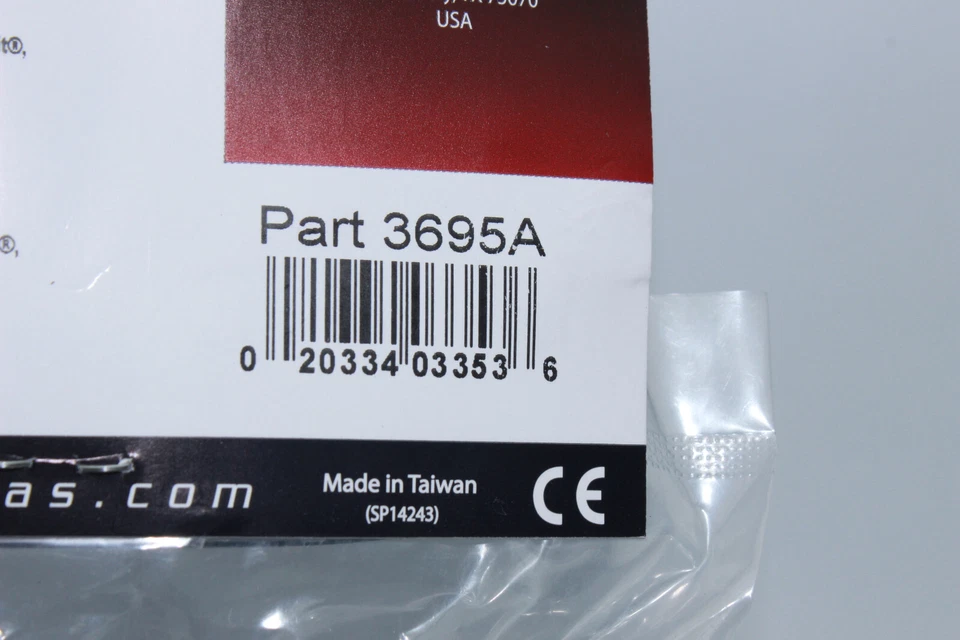 USA
t®,
Part 3695A
®,
0 20334 03353 6
as.com
Made in Taiwan
(SP14243)
CE